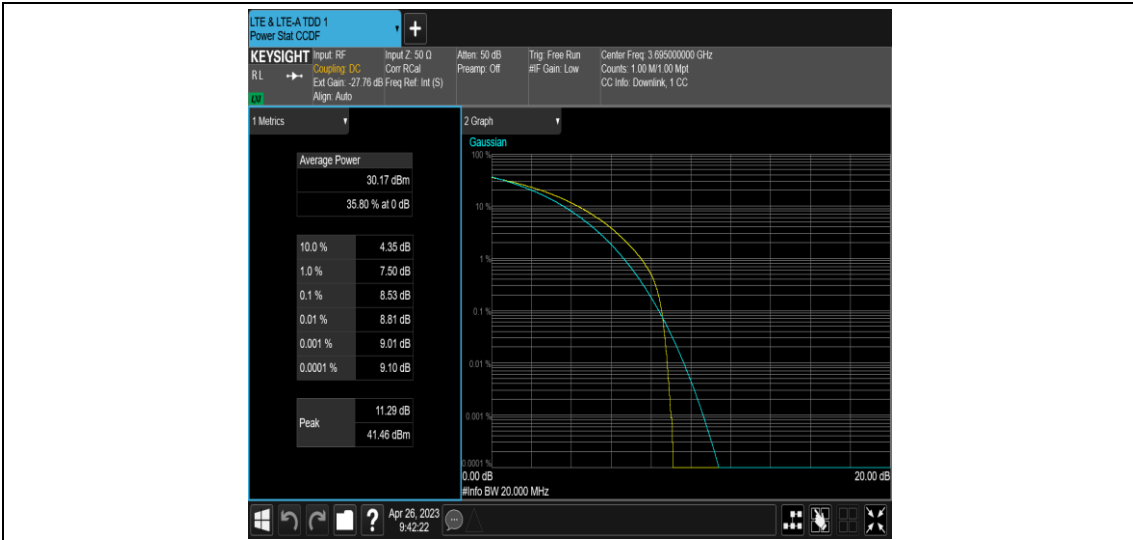 LTE & LTE-A TDD 1
Power Stat CCDF
KEYSIGHT
RL
LM
Input: RF
Coupling: DC
Ext Gain: -27.76 dB
Align: Auto
Input Z: 50 Ω
Corr RCal
Freq Ref: Int (S)
Atten: 50 dB
Preamp: Off
Trig: Free Run
#IF Gain: Low
Center Freq: 3.695000000 GHz
Counts: 1.00 M/1.00 Mpt
CC Info: Downlink, 1 CC
1 Metrics
Average Power
30.17 dBm
35.80 % at 0 dB
10.0 % 4.35 dB
1.0 % 7.50 dB
0.1 % 8.53 dB
0.01 % 8.81 dB
0.001 % 9.01 dB
0.0001 % 9.10 dB
Peak
11.29 dB
41.46 dBm
2 Graph
Gaussian
100 %
10 %
1 %
0.1 %
0.01 %
0.001 %
0.0001 %
0.00 dB 20.00 dB
#Info BW 20.000 MHz
? Apr 26, 2023
9:42:22